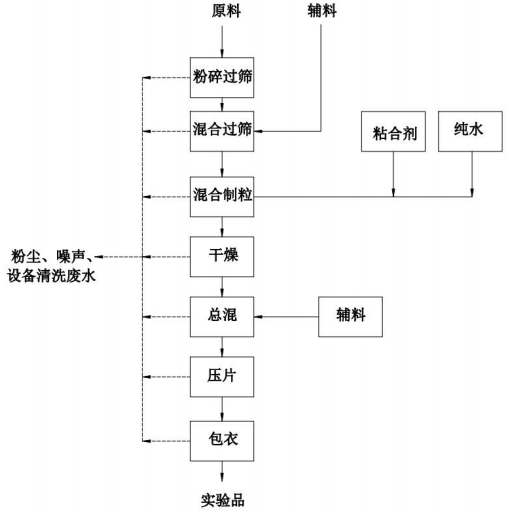 原料
辅料
粉碎过筛
混合过筛
粘合剂
纯水
混合制粒
粉尘、噪声、
设备清洗废水
干燥
总混
辅料
压片
包衣
实验品